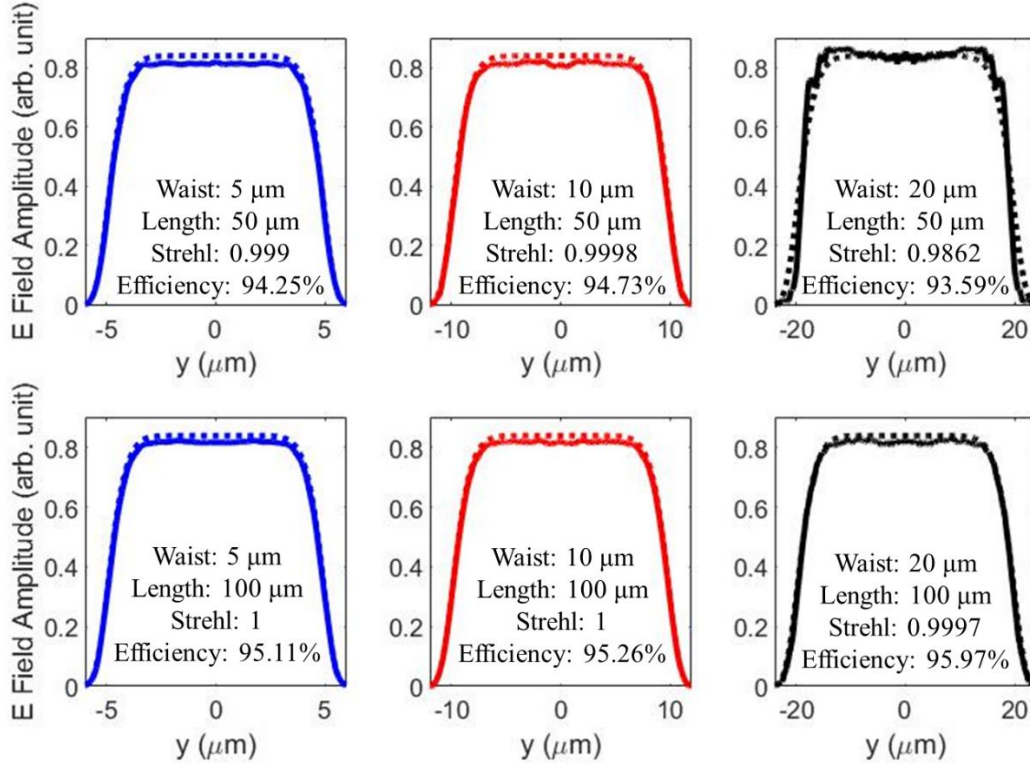 E Field Amplitude (arb. unit)
0.8
0.6
0.4
0.2
0
Waist: 5 μm
Length: 50 μm
Strehl: 0.999
Efficiency: 94.25%
-5 0 5
y (μm)
0.8
0.6
0.4
0.2
0
Waist: 10 μm
Length: 50 μm
Strehl: 0.9998
Efficiency: 94.73%
-10 0 10
y (μm)
0.8
0.6
0.4
0.2
0
Waist: 20 μm
Length: 50 μm
Strehl: 0.9862
Efficiency: 93.59%
-20 0 20
y (μm)
E Field Amplitude (arb. unit)
0.8
0.6
0.4
0.2
0
Waist: 5 μm
Length: 100 μm
Strehl: 1
Efficiency: 95.11%
-5 0 5
y (μm)
0.8
0.6
0.4
0.2
0
Waist: 10 μm
Length: 100 μm
Strehl: 1
Efficiency: 95.26%
-10 0 10
y (μm)
0.8
0.6
0.4
0.2
0
Waist: 20 μm
Length: 100 μm
Strehl: 0.9997
Efficiency: 95.97%
-20 0 20
y (μm)